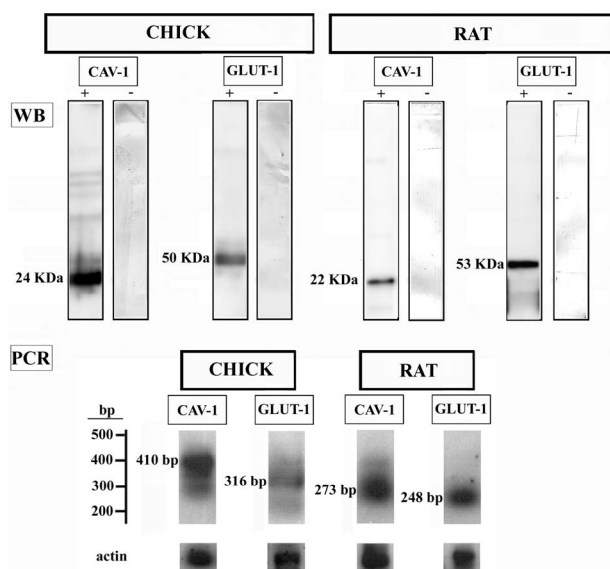 CHICK RAT
CAV-1 GLUT-1 CAV-1 GLUT-1
+ - + - + - + -
WB
24 KDa 50 KDa 22 KDa 53 KDa
PCR
CHICK RAT
bp CAV-1 GLUT-1 CAV-1 GLUT-1
500
400
410 bp 316 bp 273 bp 248 bp
300
200
actin